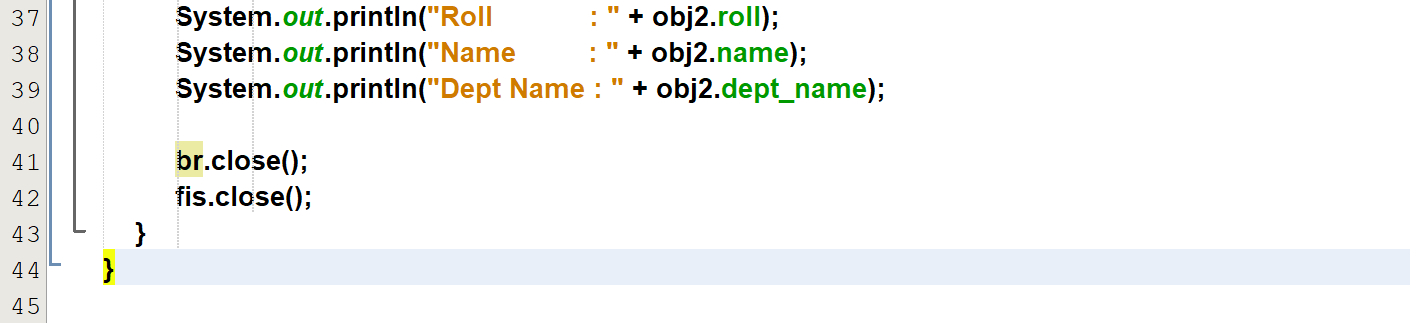 37 System.out.println("Roll : " + obj2.roll);
38 System.out.println("Name : " + obj2.name);
39 System.out.println("Dept Name : " + obj2.dept_name);
40
41 br.close();
42 fis.close();
43 }
44 }
45